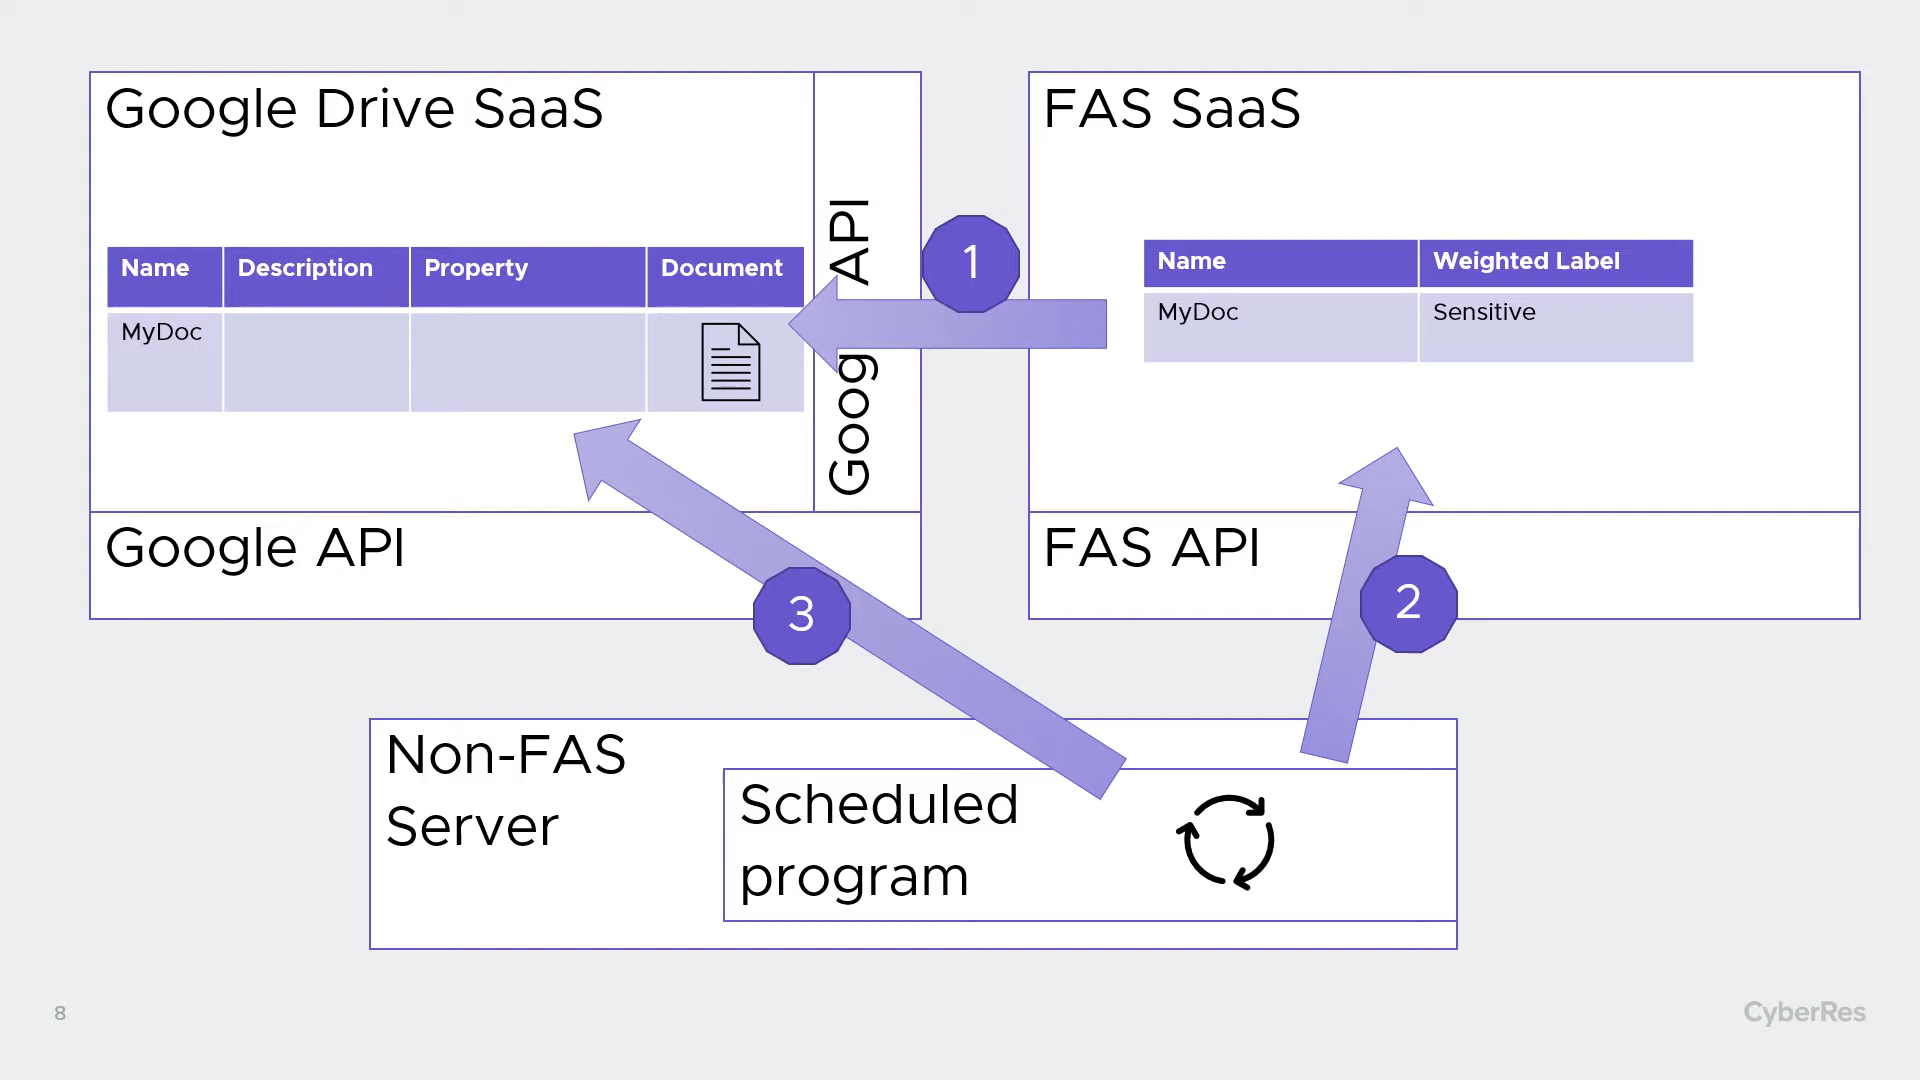 Google Drive SaaS
Name Description Property Document
MyDoc
Google API
Google API
1
FAS SaaS
Name Weighted Label
MyDoc Sensitive
FAS API
2
3
Non-FAS
Server
Scheduled
program
8
CyberRes